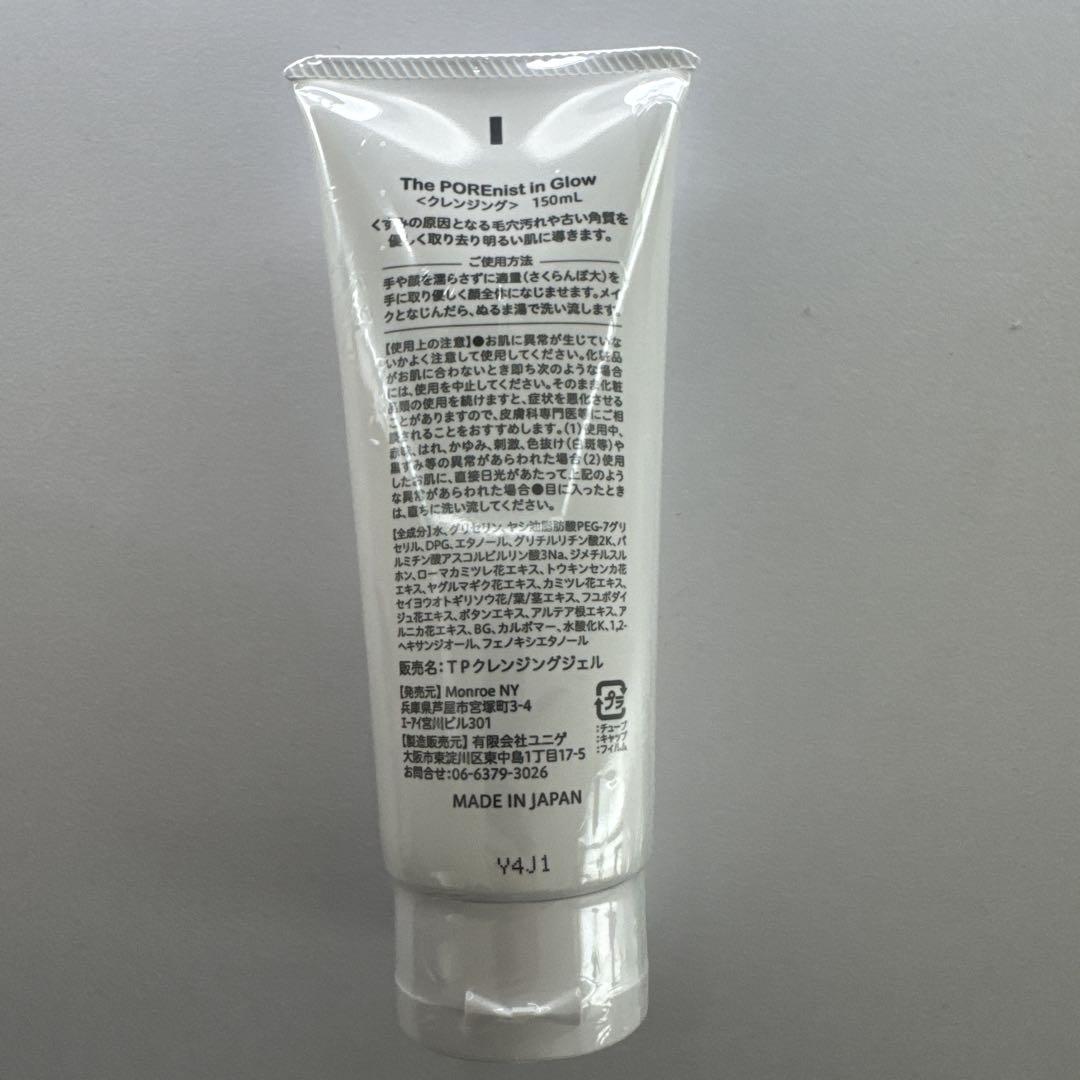 The POREnist in Glow
<クレンジング> 150mL
くすみの原因となる毛穴汚れや古い角質を
優しく取り去り明るい肌に導きます。
ご使用方法
手や顔を濡らさずに適量(さくらんぼ大)を
手に取り優しく顔全体になじませます。メイ
クとなじんだら、ぬるま湯で洗い流します。
【使用上の注意】●お肌に異常が生じていな
いかよく注意して使用してください。化粧品
がお肌に合わないとき即ち次のような場合
には、使用を中止してください。そのまま化粧
品類の使用を続けますと、症状を悪化させる
ことがありますので、皮膚科専門医等にご相
談されることをおすすめします。(1)使用中、
赤味、はれ、かゆみ、刺激、色抜け(白斑等)や
黒ずみ等の異常があらわれた場合(2)使用
したお肌に、直接日光があたって上記のよう
な異常があらわれた場合●目に入ったとき
は、直ちに洗い流してください。
【全成分】水、グリセリン、ヤシ油脂肪酸PEG-7グリ
セリル、DPG、エタノール、グリチルリチン酸2K、パ
ルミチン酸アスコルビルリン酸3Na、ジメチルスル
ホン、ローマカミツレ花エキス、トウキンセンカ花
エキス、ヤグルマギク花エキス、カミツレ花エキス、
セイヨウオトギリソウ花/葉/茎エキス、フユボダイ
ジュ花エキス、ボタンエキス、アルテア根エキス、ア
ルニカ花エキス、BG、カルボマー、水酸化K、1,2-
ヘキサンジオール、フェノキシエタノール
販売名:TPクレンジングジェル
【発売元】Monroe NY
兵庫県芦屋市宮塚町3-4
エーアイ宮川ビル301
【製造販売元】有限会社ユニゲ
大阪市東淀川区東中島1丁目17-5
お問合せ:06-6379-3026
プラ
:チューブ
:キャップ
:フィルム
MADE IN JAPAN
Y4J1